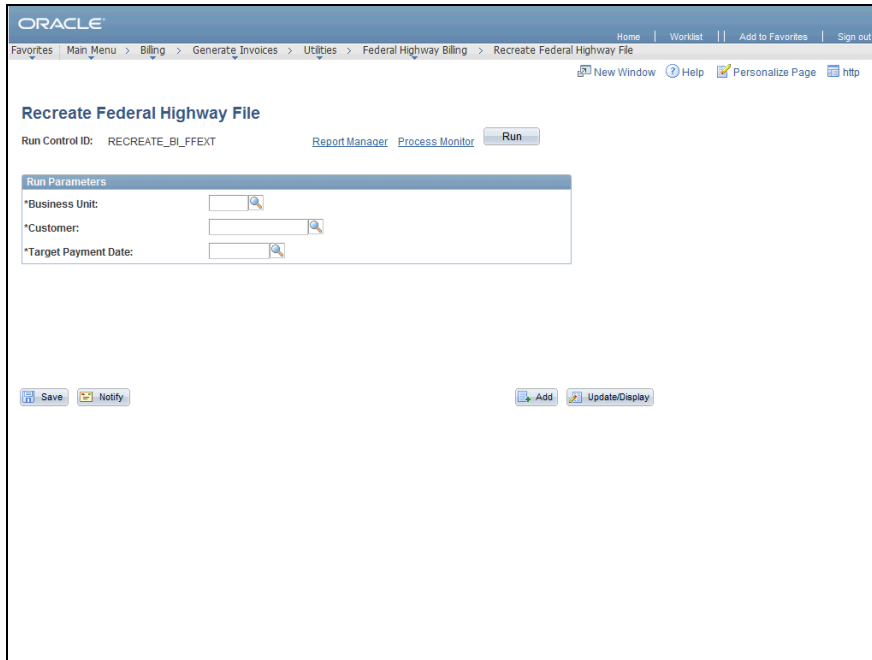 ORACLE
Home | Worklist || Add to Favorites | Sign out
Favorites | Main Menu > Billing > Generate Invoices > Utilities > Federal Highway Billing > Recreate Federal Highway File
New Window ? Help Personalize Page http
Recreate Federal Highway File
Run Control ID: RECREATE_BI_FFEXT Report Manager Process Monitor Run
Run Parameters
*Business Unit:
*Customer:
*Target Payment Date:
Save Notify Add Update/Display